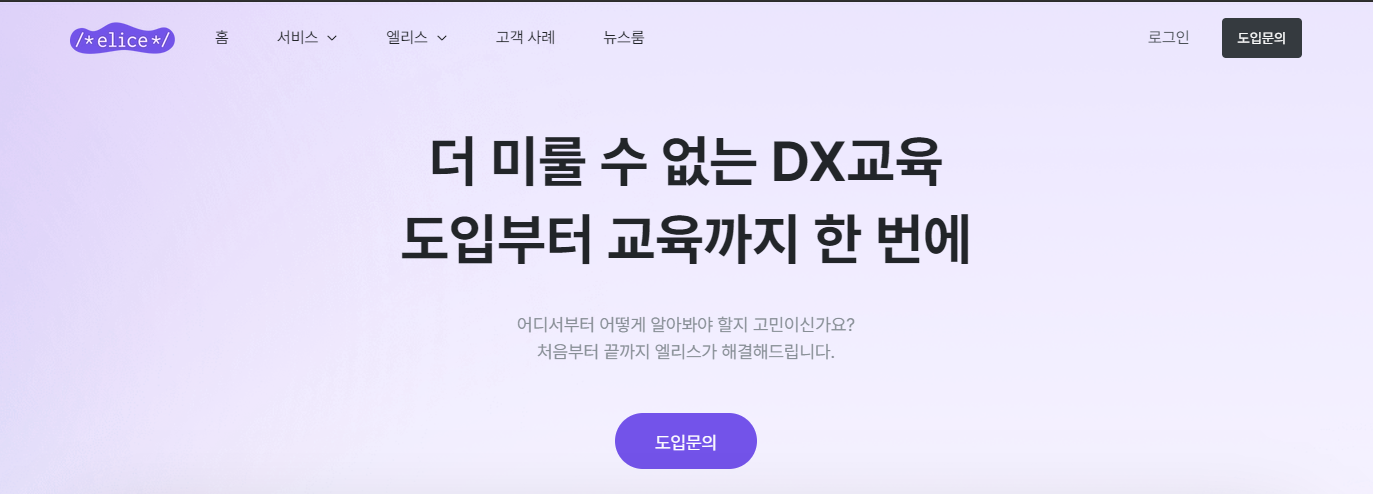 /*elice*/
홈
서비스
엘리스
고객 사례
뉴스룸
로그인
도입문의
더 미룰 수 없는 DX교육
도입부터 교육까지 한 번에
어디서부터 어떻게 알아봐야 할지 고민이신가요?
처음부터 끝까지 엘리스가 해결해드립니다.
도입문의